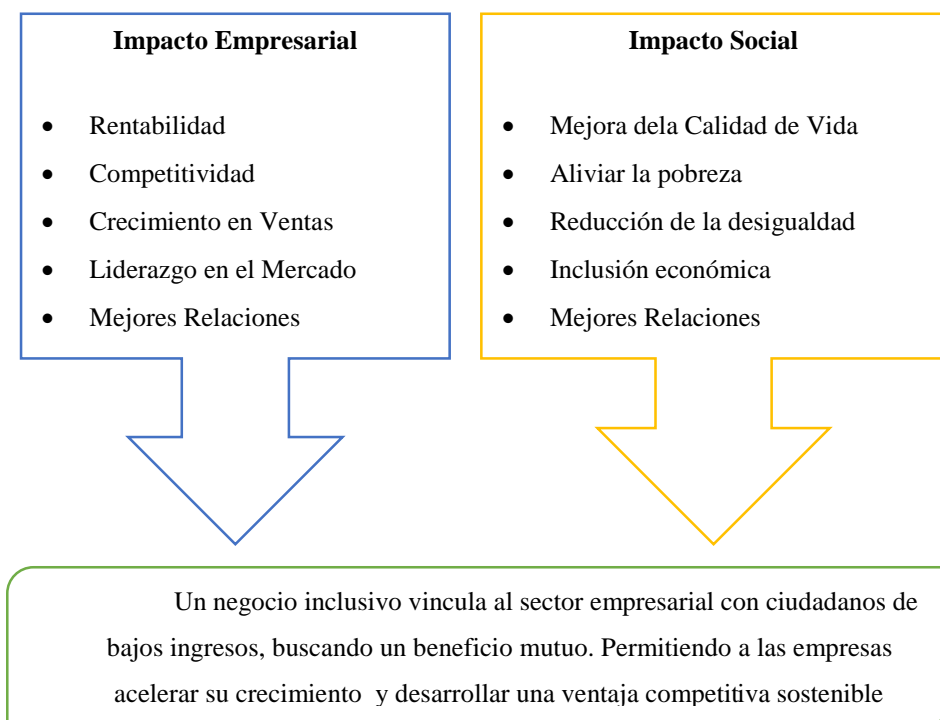 Impacto Empresarial
• Rentabilidad
• Competitividad
• Crecimiento en Ventas
• Liderazgo en el Mercado
• Mejores Relaciones
Impacto Social
• Mejora dela Calidad de Vida
• Aliviar la pobreza
• Reducción de la desigualdad
• Inclusión económica
• Mejores Relaciones
Un negocio inclusivo vincula al sector empresarial con ciudadanos de
bajos ingresos, buscando un beneficio mutuo. Permitiendo a las empresas
acelerar su crecimiento y desarrollar una ventaja competitiva sostenible